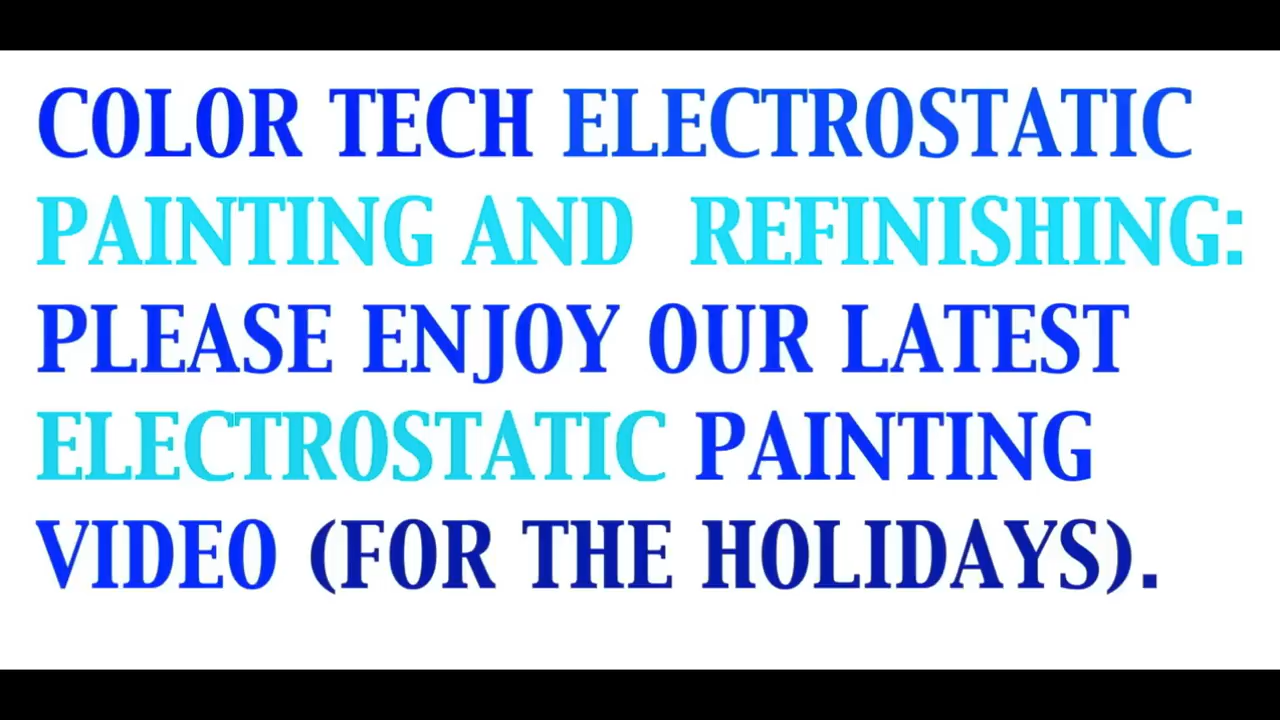 COLOR TECH ELECTROSTATIC
PAINTING AND  REFINISHING:
PLEASE ENJOY OUR LATEST
ELECTROSTATIC PAINTING
VIDEO (FOR THE HOLIDAYS).